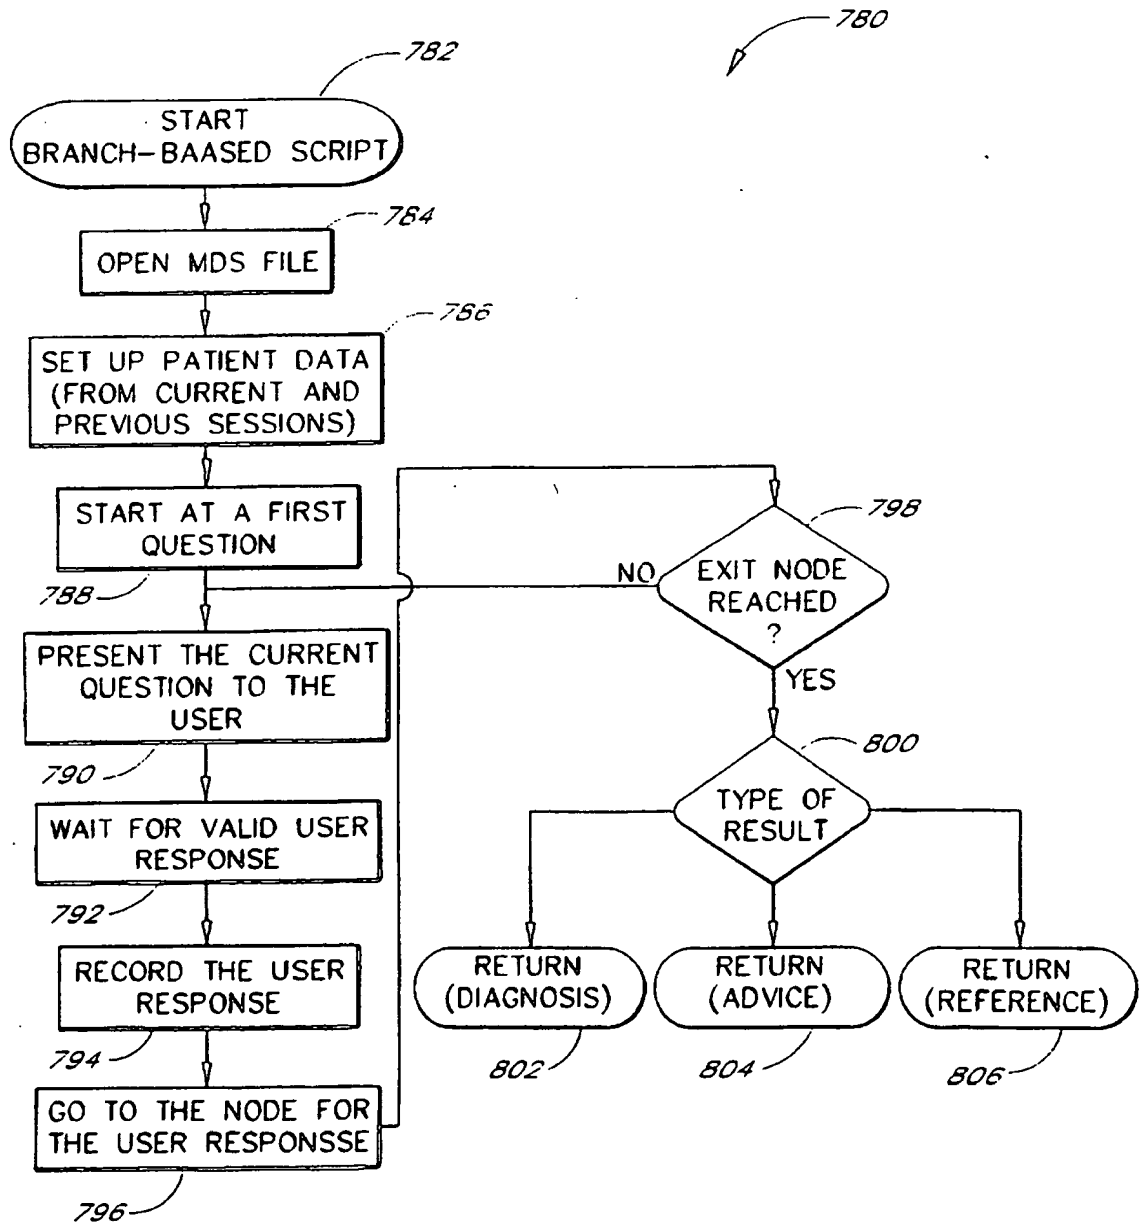 780
782
START
BRANCH-BAASED SCRIPT
784
OPEN MDS FILE
786
SET UP PATIENT DATA
(FROM CURRENT AND
PREVIOUS SESSIONS)
START AT A FIRST
QUESTION
788
PRESENT THE CURRENT
QUESTION TO THE
USER
790
WAIT FOR VALID USER
RESPONSE
792
RECORD THE USER
RESPONSE
794
GO TO THE NODE FOR
THE USER RESPONSSE
796
798
EXIT NODE
REACHED
?
NO
YES
800
TYPE OF
RESULT
RETURN
(DIAGNOSIS)
802
RETURN
(ADVICE)
804
RETURN
(REFERENCE)
806